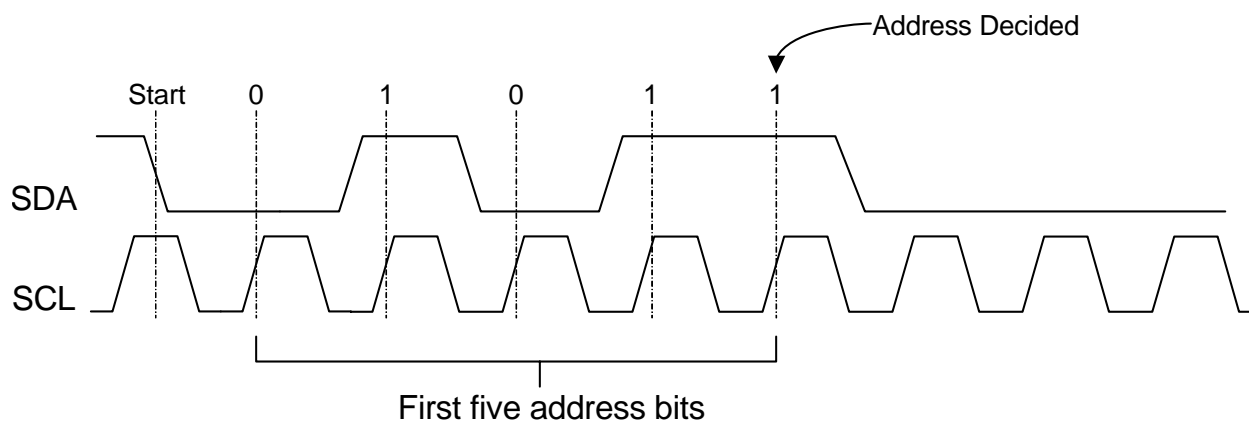 Address Decided
Start 0 1 0 1 1
SDA
SCL
First five address bits